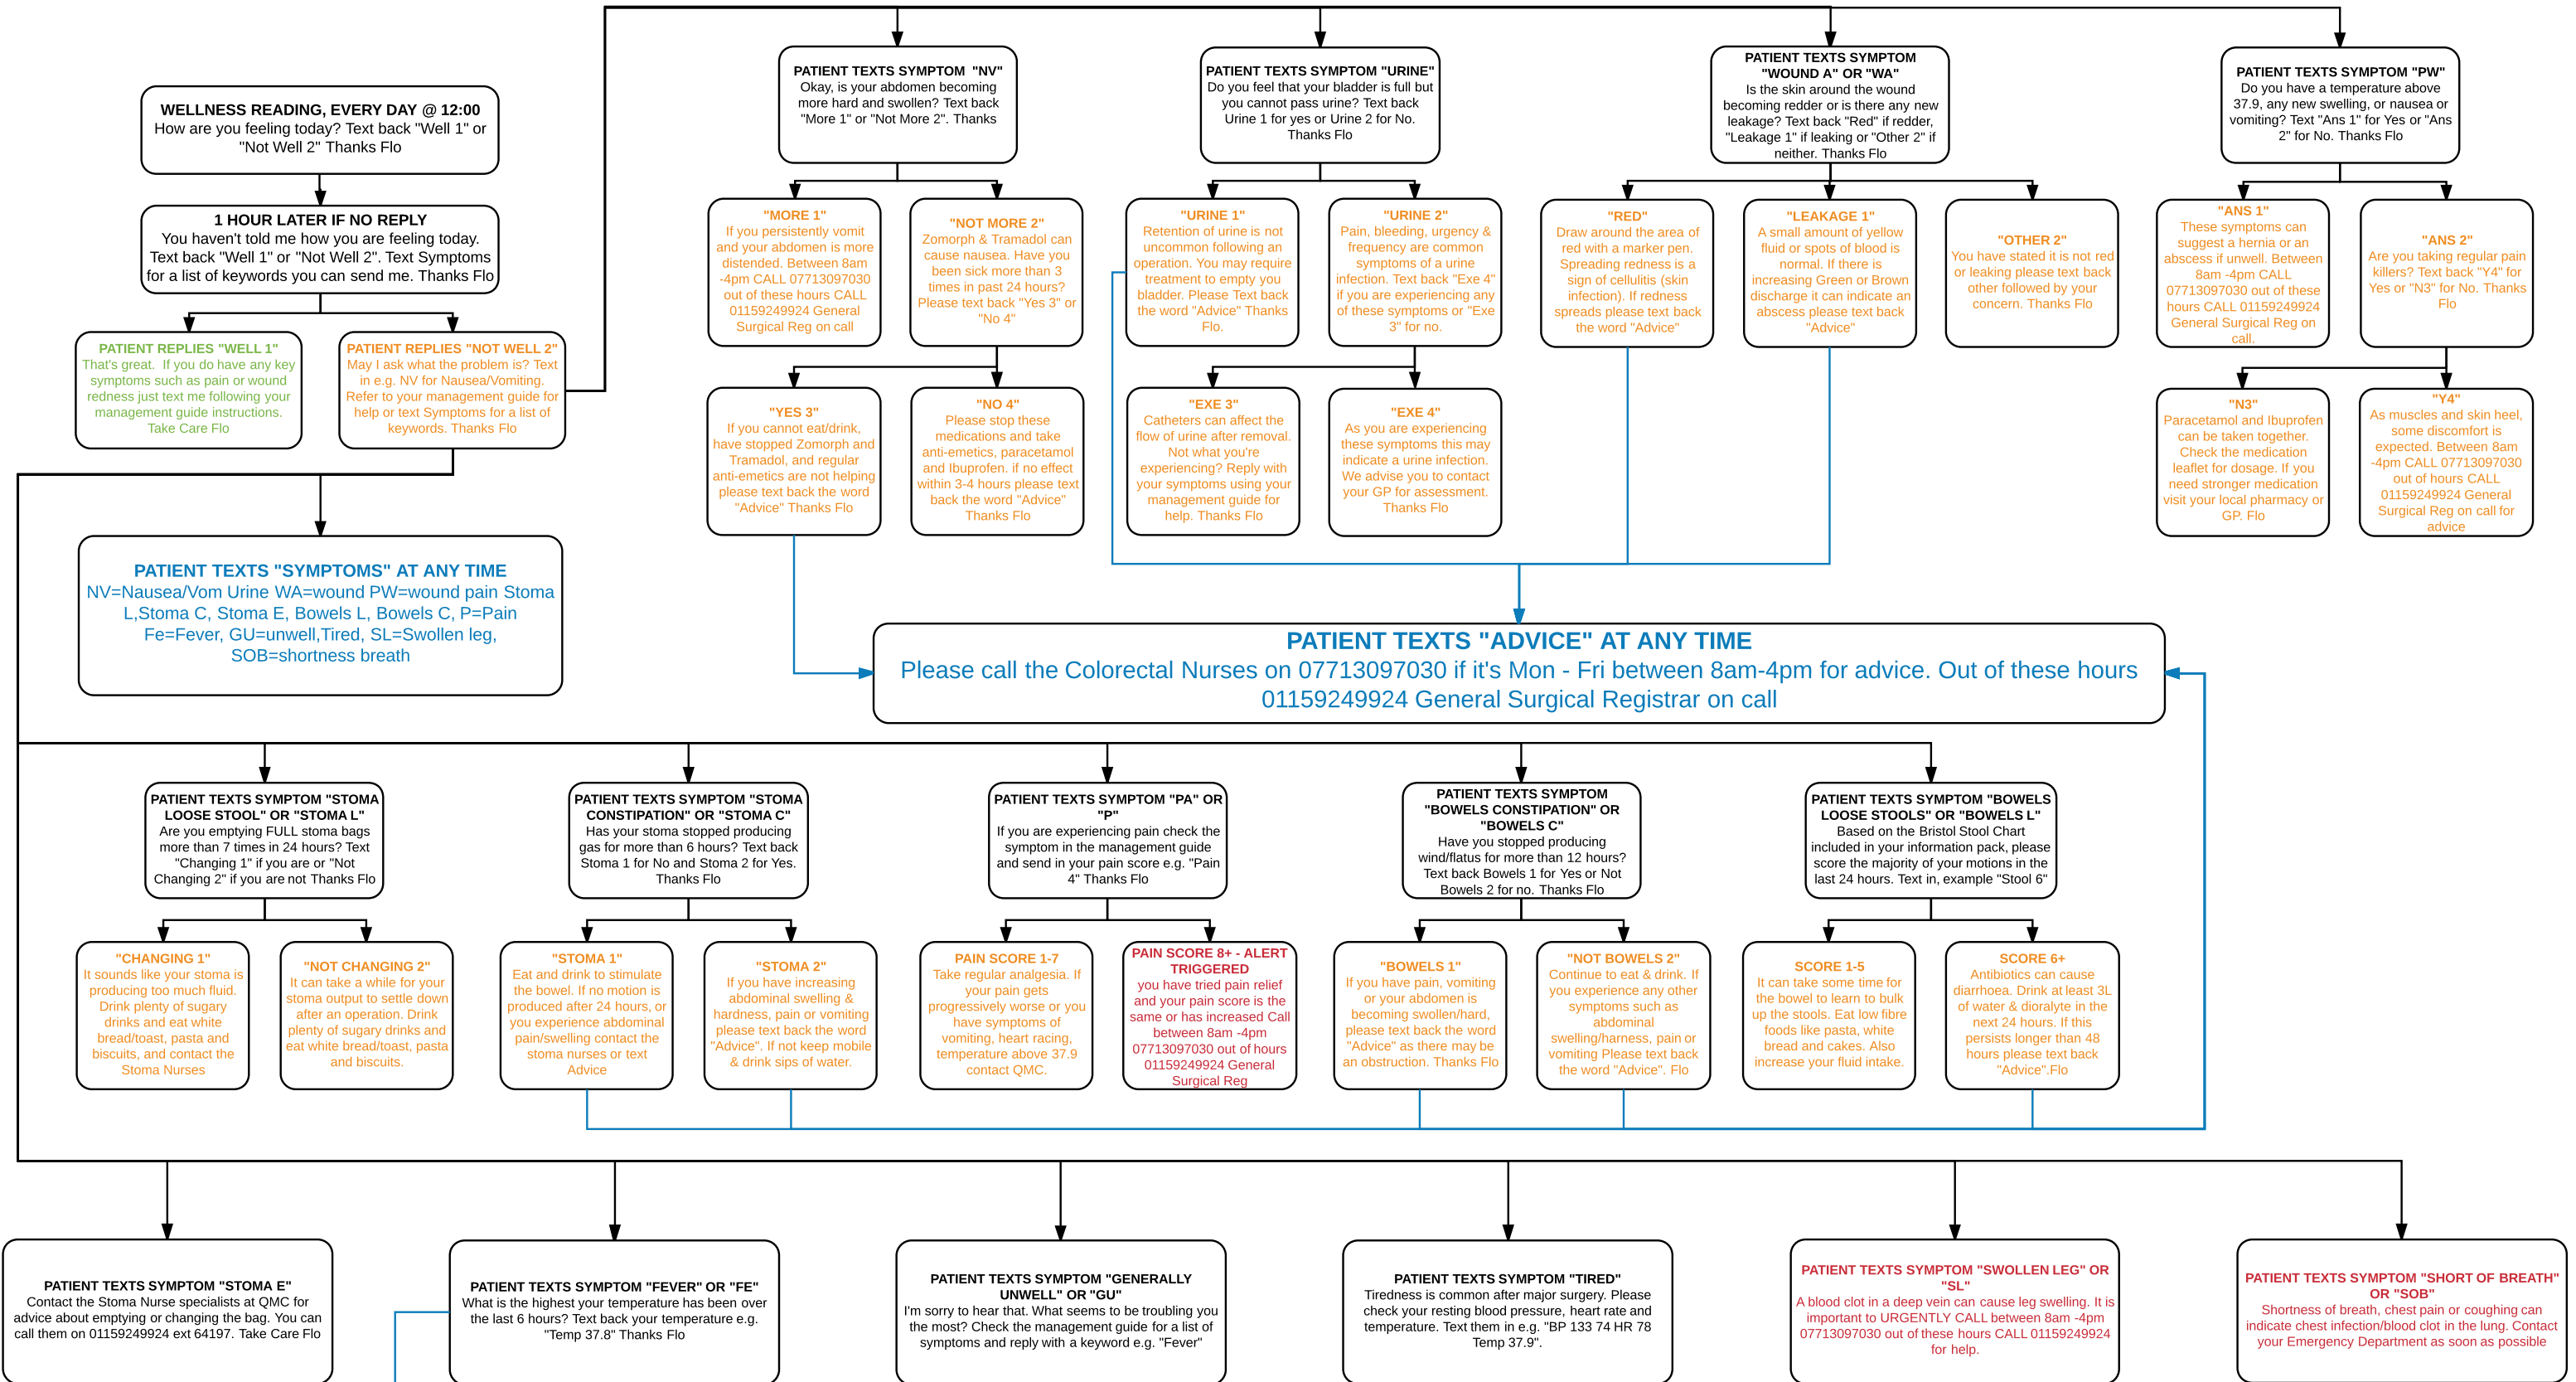 WELLNESS READING, EVERY DAY @ 12:00
How are you feeling today? Text back "Well 1" or
"Not Well 2" Thanks Flo
1 HOUR LATER IF NO REPLY
You haven't told me how you are feeling today.
Text back "Well 1" or "Not Well 2". Text Symptoms
for a list of keywords you can send me. Thanks Flo
PATIENT REPLIES "WELL 1"
That's great. If you do have any key
symptoms such as pain or wound
redness just text me following your
management guide instructions.
Take Care Flo
PATIENT REPLIES "NOT WELL 2"
May I ask what the problem is? Text
in e.g. NV for Nausea/Vomiting.
Refer to your management guide for
help or text Symptoms for a list of
keywords. Thanks Flo
PATIENT TEXTS SYMPTOM "NV"
Okay, is your abdomen becoming
more hard and swollen? Text back
"More 1" or "Not More 2". Thanks
"MORE 1"
If you persistently vomit
and your abdomen is more
distended. Between 8am
-4pm CALL 07713097030
out of these hours CALL
01159249924 General
Surgical Reg on call
"NOT MORE 2"
Zomorph & Tramadol can
cause nausea. Have you
been sick more than 3
times in past 24 hours?
Please text back "Yes 3" or
"No 4"
"YES 3"
If you cannot eat/drink,
have stopped Zomorph and
Tramadol, and regular
anti-emetics are not helping
please text back the word
"Advice" Thanks Flo
"NO 4"
Please stop these
medications and take
anti-emetics, paracetamol
and Ibuprofen. if no effect
within 3-4 hours please text
back the word "Advice"
Thanks Flo
PATIENT TEXTS SYMPTOM "URINE"
Do you feel that your bladder is full but
you cannot pass urine? Text back
Urine 1 for yes or Urine 2 for No.
Thanks Flo
"URINE 1"
Retention of urine is not
uncommon following an
operation. You may require
treatment to empty you
bladder. Please Text back
the word "Advice" Thanks
Flo.
"URINE 2"
Pain, bleeding, urgency &
frequency are common
symptoms of a urine
infection. Text back "Exe 4"
if you are experiencing any
of these symptoms or "Exe
3" for no.
"EXE 3"
Catheters can affect the
flow of urine after removal.
Not what you're
experiencing? Reply with
your symptoms using your
management guide for
help. Thanks Flo
"EXE 4"
As you are experiencing
these symptoms this may
indicate a urine infection.
We advise you to contact
your GP for assessment.
Thanks Flo
PATIENT TEXTS SYMPTOM
"WOUND A" OR "WA"
Is the skin around the wound
becoming redder or is there any new
leakage? Text back "Red" if redder,
"Leakage 1" if leaking or "Other 2" if
neither. Thanks Flo
"RED"
Draw around the area of
red with a marker pen.
Spreading redness is a
sign of cellulitis (skin
infection). If redness
spreads please text back
the word "Advice"
"LEAKAGE 1"
A small amount of yellow
fluid or spots of blood is
normal. If there is
increasing Green or Brown
discharge it can indicate an
abscess please text back
"Advice"
"OTHER 2"
You have stated it is not red
or leaking please text back
other followed by your
concern. Thanks Flo
PATIENT TEXTS SYMPTOM "PW"
Do you have a temperature above
37.9, any new swelling, or nausea or
vomiting? Text "Ans 1" for Yes or "Ans
2" for No. Thanks Flo
"ANS 1"
These symptoms can
suggest a hernia or an
abscess if unwell. Between
8am -4pm CALL
07713097030 out of these
hours CALL 01159249924
General Surgical Reg on
call.
"ANS 2"
Are you taking regular pain
killers? Text back "Y4" for
Yes or "N3" for No. Thanks
Flo
"N3"
Paracetamol and Ibuprofen
can be taken together.
Check the medication
leaflet for dosage. If you
need stronger medication
visit your local pharmacy or
GP. Flo
"Y4"
As muscles and skin heel,
some discomfort is
expected. Between 8am
-4pm CALL 07713097030
out of hours CALL
01159249924 General
Surgical Reg on call for
advice
PATIENT TEXTS "SYMPTOMS" AT ANY TIME
NV=Nausea/Vom Urine WA=wound PW=wound pain Stoma
L,Stoma C, Stoma E, Bowels L, Bowels C, P=Pain
Fe=Fever, GU=unwell,Tired, SL=Swollen leg,
SOB=shortness breath
PATIENT TEXTS "ADVICE" AT ANY TIME
Please call the Colorectal Nurses on 07713097030 if it's Mon - Fri between 8am-4pm for advice. Out of these hours
01159249924 General Surgical Registrar on call
PATIENT TEXTS SYMPTOM "STOMA
LOOSE STOOL" OR "STOMA L"
Are you emptying FULL stoma bags
more than 7 times in 24 hours? Text
"Changing 1" if you are or "Not
Changing 2" if you are not Thanks Flo
"CHANGING 1"
It sounds like your stoma is
producing too much fluid.
Drink plenty of sugary
drinks and eat white
bread/toast, pasta and
biscuits, and contact the
Stoma Nurses
"NOT CHANGING 2"
It can take a while for your
stoma output to settle down
after an operation. Drink
plenty of sugary drinks and
eat white bread/toast, pasta
and biscuits.
PATIENT TEXTS SYMPTOM "STOMA
CONSTIPATION" OR "STOMA C"
Has your stoma stopped producing
gas for more than 6 hours? Text back
Stoma 1 for No and Stoma 2 for Yes.
Thanks Flo
"STOMA 1"
Eat and drink to stimulate
the bowel. If no motion is
produced after 24 hours, or
you experience abdominal
pain/swelling contact the
stoma nurses or text
Advice
"STOMA 2"
If you have increasing
abdominal swelling &
hardness, pain or vomiting
please text back the word
"Advice". If not keep mobile
& drink sips of water.
PATIENT TEXTS SYMPTOM "PA" OR
"P"
If you are experiencing pain check the
symptom in the management guide
and send in your pain score e.g. "Pain
4" Thanks Flo
PAIN SCORE 1-7
Take regular analgesia. If
your pain gets
progressively worse or you
have symptoms of
vomiting, heart racing,
temperature above 37.9
contact QMC.
PAIN SCORE 8+ - ALERT
TRIGGERED
you have tried pain relief
and your pain score is the
same or has increased Call
between 8am -4pm
07713097030 out of hours
01159249924 General
Surgical Reg
PATIENT TEXTS SYMPTOM
"BOWELS CONSTIPATION" OR
"BOWELS C"
Have you stopped producing
wind/flatus for more than 12 hours?
Text back Bowels 1 for Yes or Not
Bowels 2 for no. Thanks Flo
"BOWELS 1"
If you have pain, vomiting
or your abdomen is
becoming swollen/hard,
please text back the word
"Advice" as there may be
an obstruction. Thanks Flo
"NOT BOWELS 2"
Continue to eat & drink. If
you experience any other
symptoms such as
abdominal
swelling/harness, pain or
vomiting Please text back
the word "Advice". Flo
PATIENT TEXTS SYMPTOM "BOWELS
LOOSE STOOLS" OR "BOWELS L"
Based on the Bristol Stool Chart
included in your information pack, please
score the majority of your motions in the
last 24 hours. Text in, example "Stool 6"
SCORE 1-5
It can take some time for
the bowel to learn to bulk
up the stools. Eat low fibre
foods like pasta, white
bread and cakes. Also
increase your fluid intake.
SCORE 6+
Antibiotics can cause
diarrhoea. Drink at least 3L
of water & dioralyte in the
next 24 hours. If this
persists longer than 48
hours please text back
"Advice".Flo
PATIENT TEXTS SYMPTOM "STOMA E"
Contact the Stoma Nurse specialists at QMC for
advice about emptying or changing the bag. You can
call them on 01159249924 ext 64197. Take Care Flo
PATIENT TEXTS SYMPTOM "FEVER" OR "FE"
What is the highest your temperature has been over
the last 6 hours? Text back your temperature e.g.
"Temp 37.8" Thanks Flo
PATIENT TEXTS SYMPTOM "GENERALLY
UNWELL" OR "GU"
I'm sorry to hear that. What seems to be troubling you
the most? Check the management guide for a list of
symptoms and reply with a keyword e.g. "Fever"
PATIENT TEXTS SYMPTOM "TIRED"
Tiredness is common after major surgery. Please
check your resting blood pressure, heart rate and
temperature. Text them in e.g. "BP 133 74 HR 78
Temp 37.9".
PATIENT TEXTS SYMPTOM "SWOLLEN LEG" OR
"SL"
A blood clot in a deep vein can cause leg swelling. It is
important to URGENTLY CALL between 8am -4pm
07713097030 out of these hours CALL 01159249924
for help.
PATIENT TEXTS SYMPTOM "SHORT OF BREATH"
OR "SOB"
Shortness of breath, chest pain or coughing can
indicate chest infection/blood clot in the lung. Contact
your Emergency Department as soon as possible